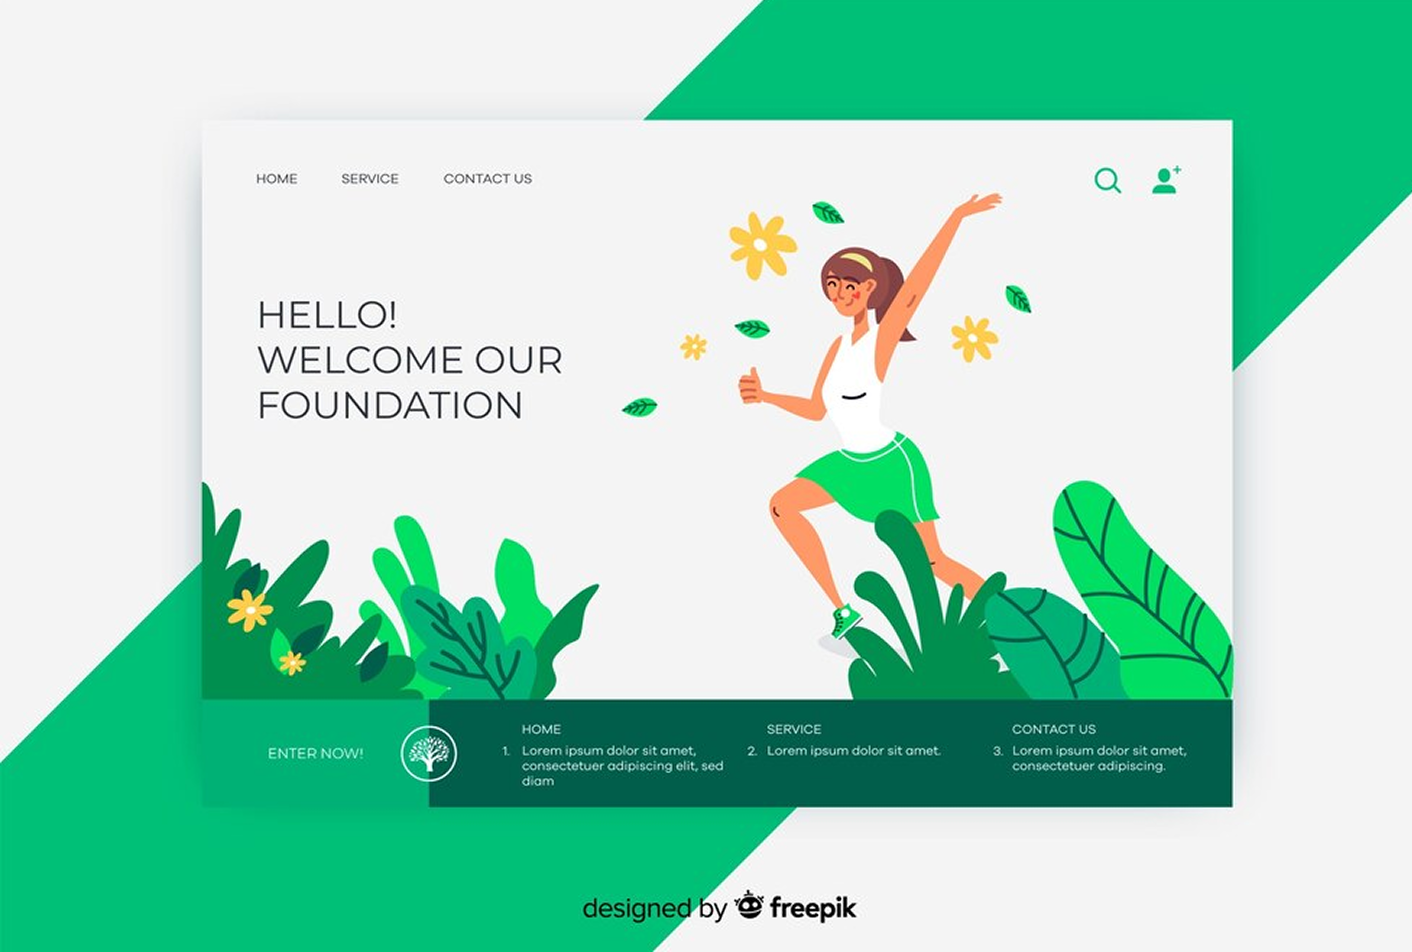 HOME SERVICE CONTACT US
HELLO!
WELCOME OUR
FOUNDATION
ENTER NOW!
HOME
1. Lorem ipsum dolor sit amet,
consectetuer adipiscing elit, sed
diam
SERVICE
2. Lorem ipsum dolor sit amet.
CONTACT US
3. Lorem ipsum dolor sit amet,
consectetuer adipiscing.
designed by freepik